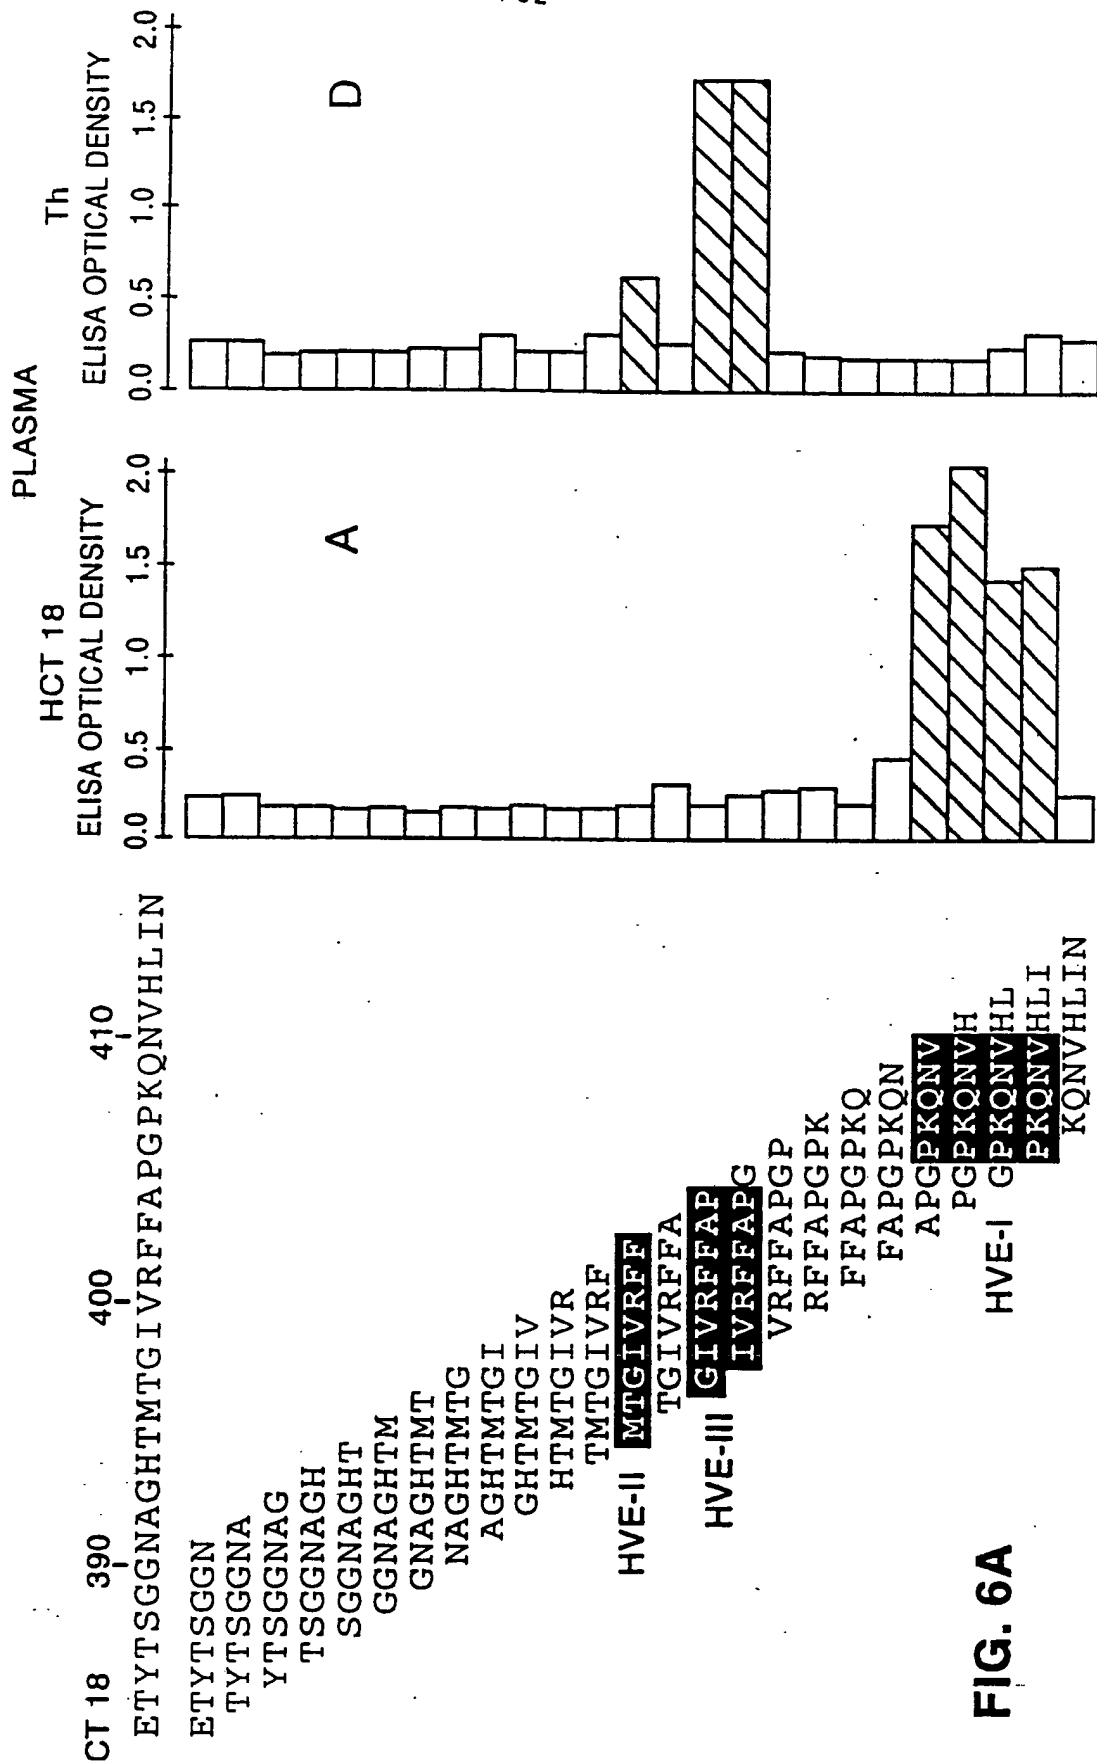 PLASMA
CT 18
390
400
410
ETYTSGGNAGHTMTGIVRFFAPGPKQNVHLIN
ETYTSGGN
TYTSGGNA
YTSGGNAG
TSGGNAGH
SGGNAGHT
GGNAGHTM
GNAGHTMT
NAGHTMTG
AGHTMTGI
GHTMTGIV
HTMTGIVR
TMTGIVRF
HVE-II MTGIVRFF
TGIVRFFA
HVE-III GIVRFFAP
IVRFFAPG
VRFFAPGP
RFFAPGPK
FFAPGPKQ
FAPGPKQN
APGPKQNV
PGPKQNVH
HVE-I GPKQNVHL
PKQNVHLI
KQNVHLIN
HCT 18
ELISA OPTICAL DENSITY
0.0 0.5 1.0 1.5 2.0
A
Th
ELISA OPTICAL DENSITY
0.0 0.5 1.0 1.5 2.0
D
FIG. 6A